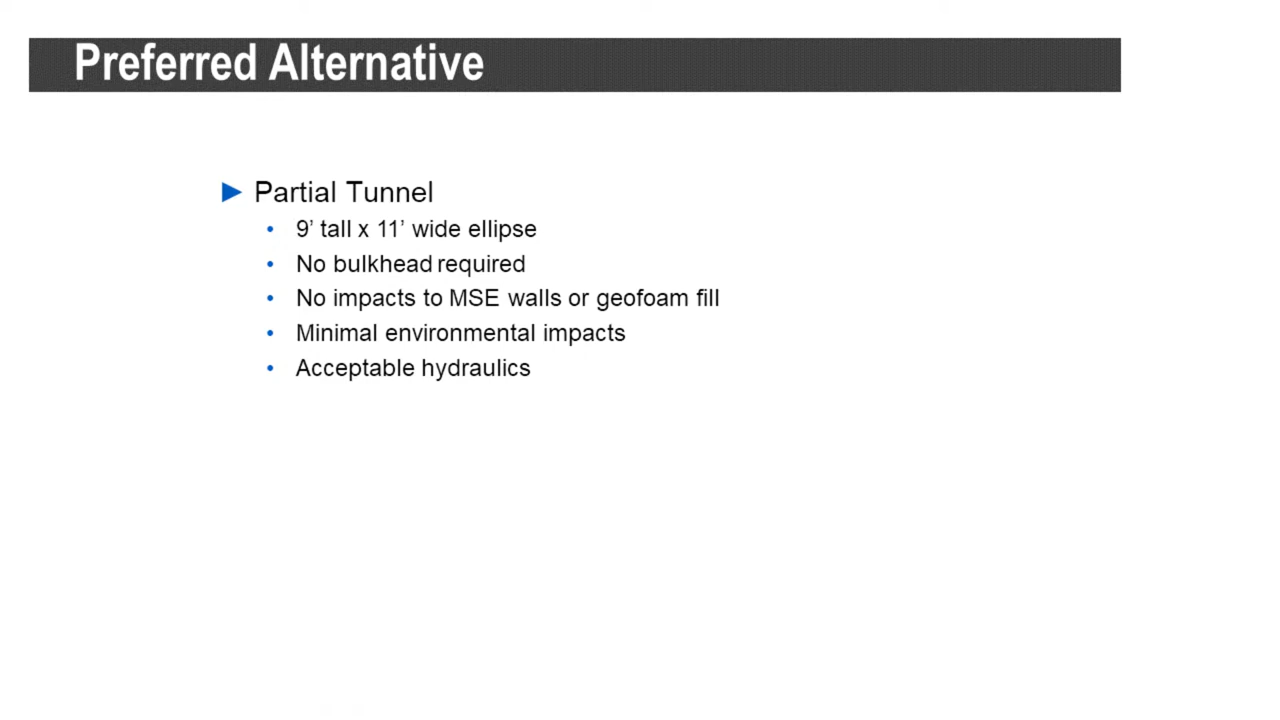 Preferred Alternative
Partial Tunnel
9’ tall x 11’ wide ellipse
No bulkhead required
No impacts to MSE walls or geofoam fill
Minimal environmental impacts
Acceptable hydraulics